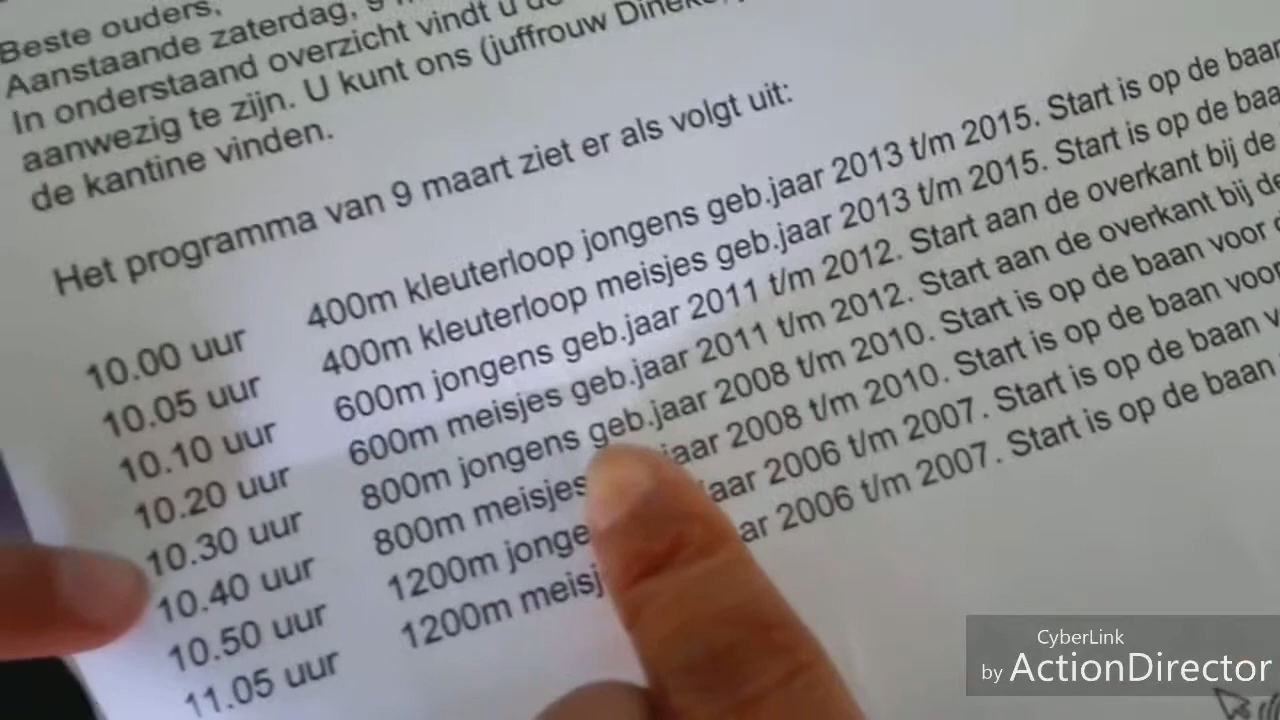 Beste ouders,
Aanstaande zaterdag, 9
In onderstaand overzicht vindt u de
aanwezig te zijn. U kunt ons (juffrouw Dineke,
de kantine vinden.
Het programma van 9 maart ziet er als volgt uit:
10.00 uur 400m kleuterloop jongens geb.jaar 2013 t/m 2015. Start is op de baan
10.05 uur 400m kleuterloop meisjes geb.jaar 2013 t/m 2015. Start is op de baa
10.10 uur 600m jongens geb.jaar 2011 t/m 2012. Start aan de overkant bij de
10.20 uur 600m meisjes geb.jaar 2011 t/m 2012. Start aan de overkant bij de
10.30 uur 800m jongens geb.jaar 2008 t/m 2010. Start is op de baan voor
10.40 uur 800m meisjes jaar 2008 t/m 2010. Start is op de baan voor
10.50 uur 1200m jonge jaar 2006 t/m 2007. Start is op de baan v
11.05 uur 1200m meisj ar 2006 t/m 2007. Start is op de baan
CyberLink
by ActionDirector